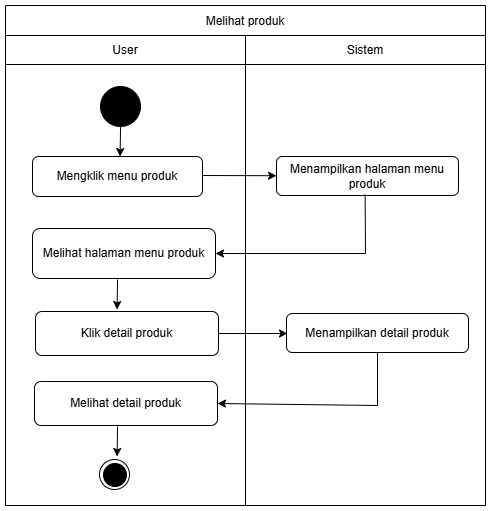 Melihat produk
User
Sistem
Mengklik menu produk
Menampilkan halaman menu
produk
Melihat halaman menu produk
Klik detail produk
Menampilkan detail produk
Melihat detail produk